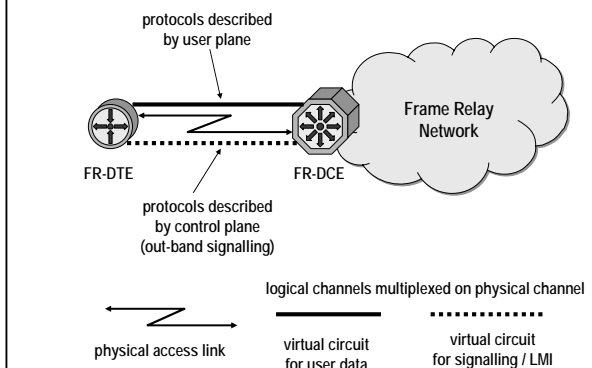 protocols described
by user plane
Frame Relay
Network
FR-DTE
FR-DCE
protocols described
by control plane
(out-band signalling)
logical channels multiplexed on physical channel
physical access link
virtual circuit
for user data
virtual circuit
for signalling / LMI